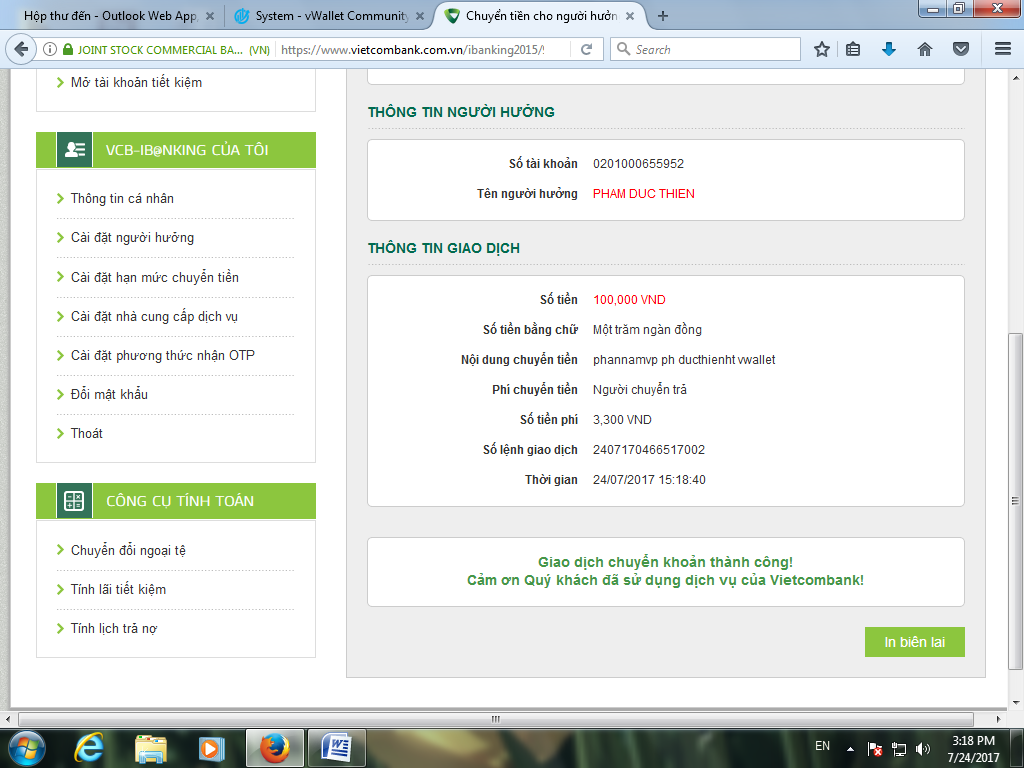 Hộp thư đến - Outlook Web App
System - vWallet Community
Chuyển tiền cho người hưởn
JOINT STOCK COMMERCIAL BA... (VN)
https://www.vietcombank.com.vn/ibanking2015/
Search
Mở tài khoản tiết kiệm
VCB-IB@NKING CỦA TÔI
Thông tin cá nhân
Cài đặt người hưởng
Cài đặt hạn mức chuyển tiền
Cài đặt nhà cung cấp dịch vụ
Cài đặt phương thức nhận OTP
Đổi mật khẩu
Thoát
CÔNG CỤ TÍNH TOÁN
Chuyển đổi ngoại tệ
Tính lãi tiết kiệm
Tính lịch trả nợ
THÔNG TIN NGƯỜI HƯỞNG
Số tài khoản 0201000655952
Tên người hưởng PHAM DUC THIEN
THÔNG TIN GIAO DỊCH
Số tiền 100,000 VND
Số tiền bằng chữ Một trăm ngàn đồng
Nội dung chuyển tiền phannamvp ph ducthienht vwallet
Phí chuyển tiền Người chuyển trả
Số tiền phí 3,300 VND
Số lệnh giao dịch 2407170466517002
Thời gian 24/07/2017 15:18:40
Giao dịch chuyển khoản thành công!
Cảm ơn Quý khách đã sử dụng dịch vụ của Vietcombank!
In biên lai
EN
3:18 PM
7/24/2017